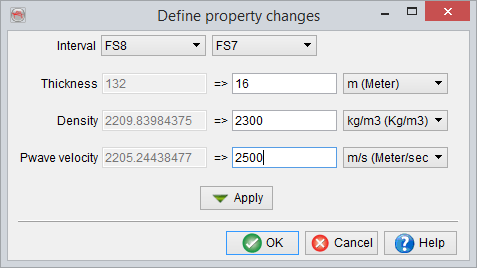 Define property changes
Interval FS8 FS7
Thickness 132 => 16 m (Meter)
Density 2209.83984375 => 2300 kg/m3 (Kg/m3)
Pwave velocity 2205.24438477 => 2500 m/s (Meter/sec
Apply
OK Cancel Help